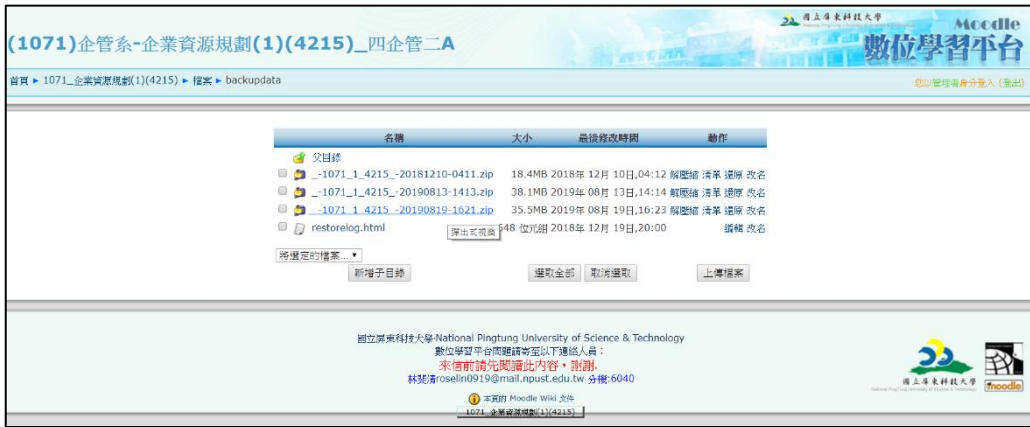 國立屏東科技大學
Moodle
數位學習平台
(1071)企管系-企業資源規劃(1)(4215)_四企管二A
首頁 ► 1071_企業資源規劃(1)(4215) ► 檔案 ► backupdata
您以管理者身分登入 (登出)
名稱 大小 最後修改時間 動作
父目錄
_-1071_1_4215_-20181210-0411.zip 18.4MB 2018年 12月 10日,04:12 解壓縮 清單 還原 改名
_-1071_1_4215_-20190813-1413.zip 38.1MB 2019年 08月 13日,14:14 解壓縮 清單 還原 改名
_-1071_1_4215_-20190819-1621.zip 35.5MB 2019年 08月 19日,16:23 解壓縮 清單 還原 改名
restorelog.html 648 位元組 2018年 12月 19日,20:00 編輯 改名
彈出式視窗
將選定的檔案...
新增子目錄 選取全部 取消選取 上傳檔案
國立屏東科技大學-National Pingtung University of Science & Technology
數位學習平台問題請寄至以下連絡人員：
來信前請先閱讀此內容，謝謝.
roselin0919@mail.npust.edu.tw 分機:6040
本頁的 Moodle Wiki 文件
1071_企業資源規劃(1)(4215)
國立屏東科技大學
moodle